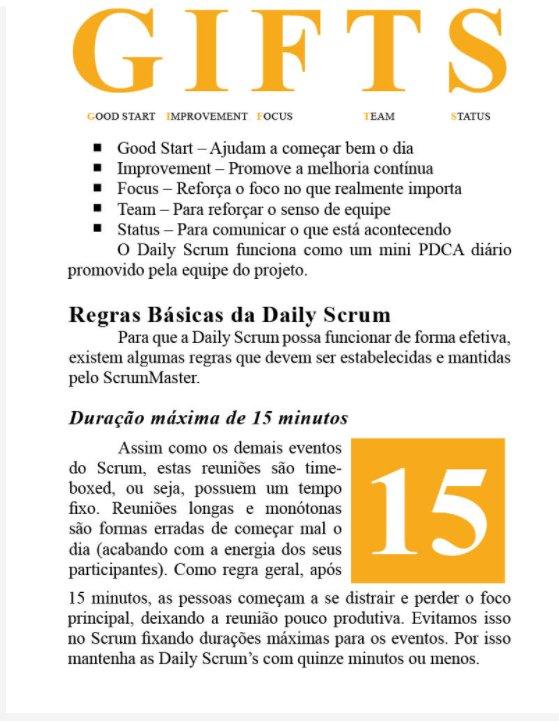 GIFTS
GOOD START IMPROVEMENT FOCUS TEAM STATUS
■ Good Start – Ajudam a começar bem o dia
■ Improvement – Promove a melhoria contínua
■ Focus – Reforça o foco no que realmente importa
■ Team – Para reforçar o senso de equipe
■ Status – Para comunicar o que está acontecendo
O Daily Scrum funciona como um mini PDCA diário
promovido pela equipe do projeto.
Regras Básicas da Daily Scrum
Para que a Daily Scrum possa funcionar de forma efetiva,
existem algumas regras que devem ser estabelecidas e mantidas
pelo ScrumMaster.
Duração máxima de 15 minutos
Assim como os demais eventos
do Scrum, estas reuniões são time-
boxed, ou seja, possuem um tempo
fixo. Reuniões longas e monótonas
são formas erradas de começar mal o
dia (acabando com a energia dos seus
participantes). Como regra geral, após
15
15 minutos, as pessoas começam a se distrair e perder o foco
principal, deixando a reunião pouco produtiva. Evitamos isso
no Scrum fixando durações máximas para os eventos. Por isso
mantenha as Daily Scrum’s com quinze minutos ou menos.